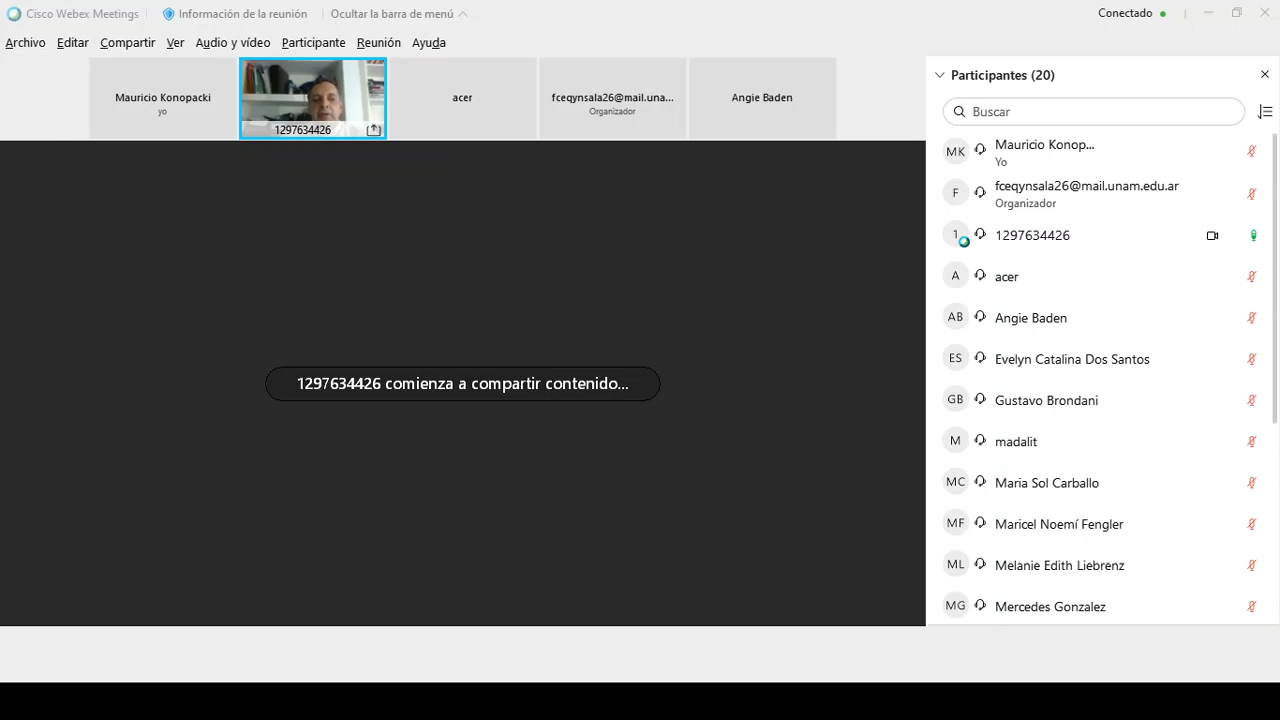 Cisco Webex Meetings
Información de la reunión
Ocultar la barra de menú
Conectado
Archivo Editar Compartir Ver Audio y vídeo Participante Reunión Ayuda
Mauricio Konopacki
yo
1297634426
acer
fceqynsala26@mail.una...
Organizador
Angie Baden
1297634426 comienza a compartir contenido...
Participantes (20)
Buscar
MK Mauricio Konop...
Yo
F fceqynsala26@mail.unam.edu.ar
Organizador
1 1297634426
A acer
AB Angie Baden
ES Evelyn Catalina Dos Santos
GB Gustavo Brondani
M madalit
MC Maria Sol Carballo
MF Maricel Noemí Fengler
ML Melanie Edith Liebrenz
MG Mercedes Gonzalez